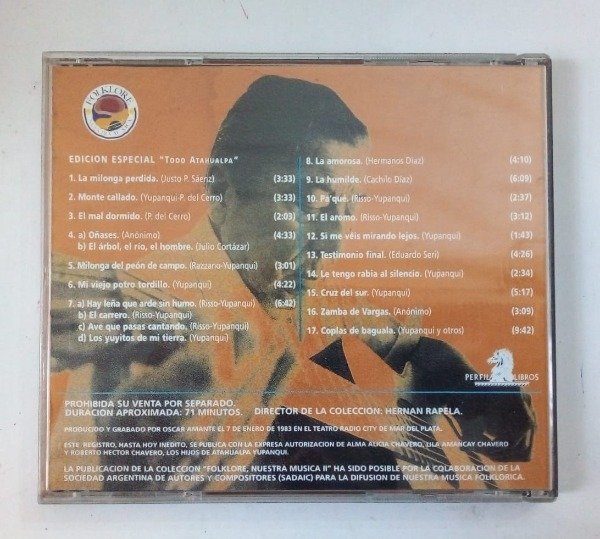 FOLKLORE
EDICION ESPECIAL "TODO ATAHUALPA"
1. La milonga perdida. (Justo P. Sáenz) (3:33)
2. Monte callado. (Yupanqui-P. del Cerro) (3:33)
3. El mal dormido. (P. del Cerro) (2:03)
4. a) Oñases. (Anónimo) (4:33)
b) El árbol, el río, el hombre. (Julio Cortázar)
5. Milonga del peón de campo. (Razzano-Yupanqui) (3:01)
6. Mi viejo potro tordillo. (Yupanqui) (4:22)
7. a) Hay leña que arde sin humo. (Risso-Yupanqui) (6:42)
b) El carrero. (Risso-Yupanqui)
c) Ave que pasas cantando. (Risso-Yupanqui)
d) Los yuyitos de mi tierra. (Yupanqui)
8. La amorosa. (Hermanos Díaz) (4:10)
9. La humilde. (Cachilo Díaz) (6:09)
10. Pa'qué. (Risso-Yupanqui) (2:37)
11. El aromo. (Risso-Yupanqui) (3:12)
12. Si me véis mirando lejos. (Yupanqui) (1:43)
13. Testimonio final. (Eduardo Seri) (4:26)
14. Le tengo rabia al silencio. (Yupanqui) (2:34)
15. Cruz del sur. (Yupanqui) (5:17)
16. Zamba de Vargas. (Anónimo) (3:09)
17. Coplas de baguala. (Yupanqui y otros) (9:42)
PERFIL LIBROS
PROHIBIDA SU VENTA POR SEPARADO.
DURACION APROXIMADA: 71 MINUTOS. DIRECTOR DE LA COLECCION: HERNAN RAPELA.
PRODUCIDO Y GRABADO POR OSCAR AMANTE EL 7 DE ENERO DE 1983 EN EL TEATRO RADIO CITY DE MAR DEL PLATA.
ESTE REGISTRO, HASTA HOY INEDITO, SE PUBLICA CON LA EXPRESA AUTORIZACION DE ALMA ALICIA CHAVERO, LILA AMANCAY CHAVERO
Y ROBERTO HECTOR CHAVERO, LOS HIJOS DE ATAHUALPA YUPANQUI.
LA PUBLICACION DE LA COLECCION "FOLKLORE, NUESTRA MUSICA II" HA SIDO POSIBLE POR LA COLABORACION DE LA
SOCIEDAD ARGENTINA DE AUTORES Y COMPOSITORES (SADAIC) PARA LA DIFUSION DE NUESTRA MUSICA FOLKLORICA.